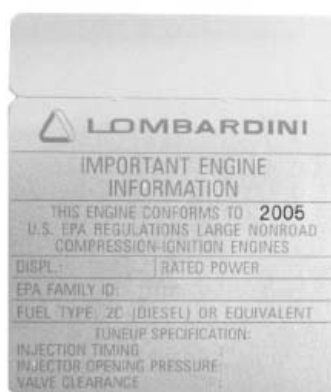 LOMBARDINI
IMPORTANT ENGINE
INFORMATION
THIS ENGINE CONFORMS TO 2005
U.S. EPA REGULATIONS LARGE NONROAD
COMPRESSION-IGNITION ENGINES
DISPL.: RATED POWER
EPA FAMILY ID:
FUEL TYPE: 2C (DIESEL) OR EQUIVALENT
TUNEUP SPECIFICATION:
INJECTION TIMING :
INJECTOR OPENING PRESSURE :
VALVE CLEARANCE :